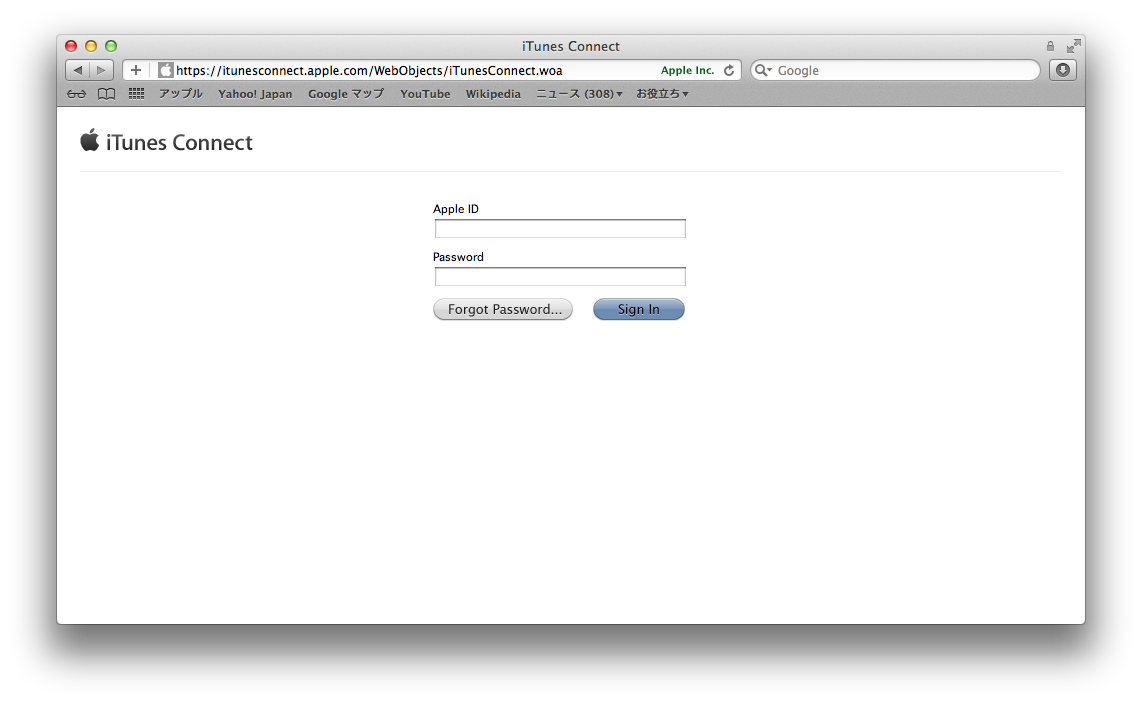 iTunes Connect
https://itunesconnect.apple.com/WebObjects/iTunesConnect.woa Apple Inc. Google
アップル Yahoo! Japan Google マップ YouTube Wikipedia ニュース (308)▾ お役立ち▾
iTunes Connect
Apple ID
Password
Forgot Password... Sign In